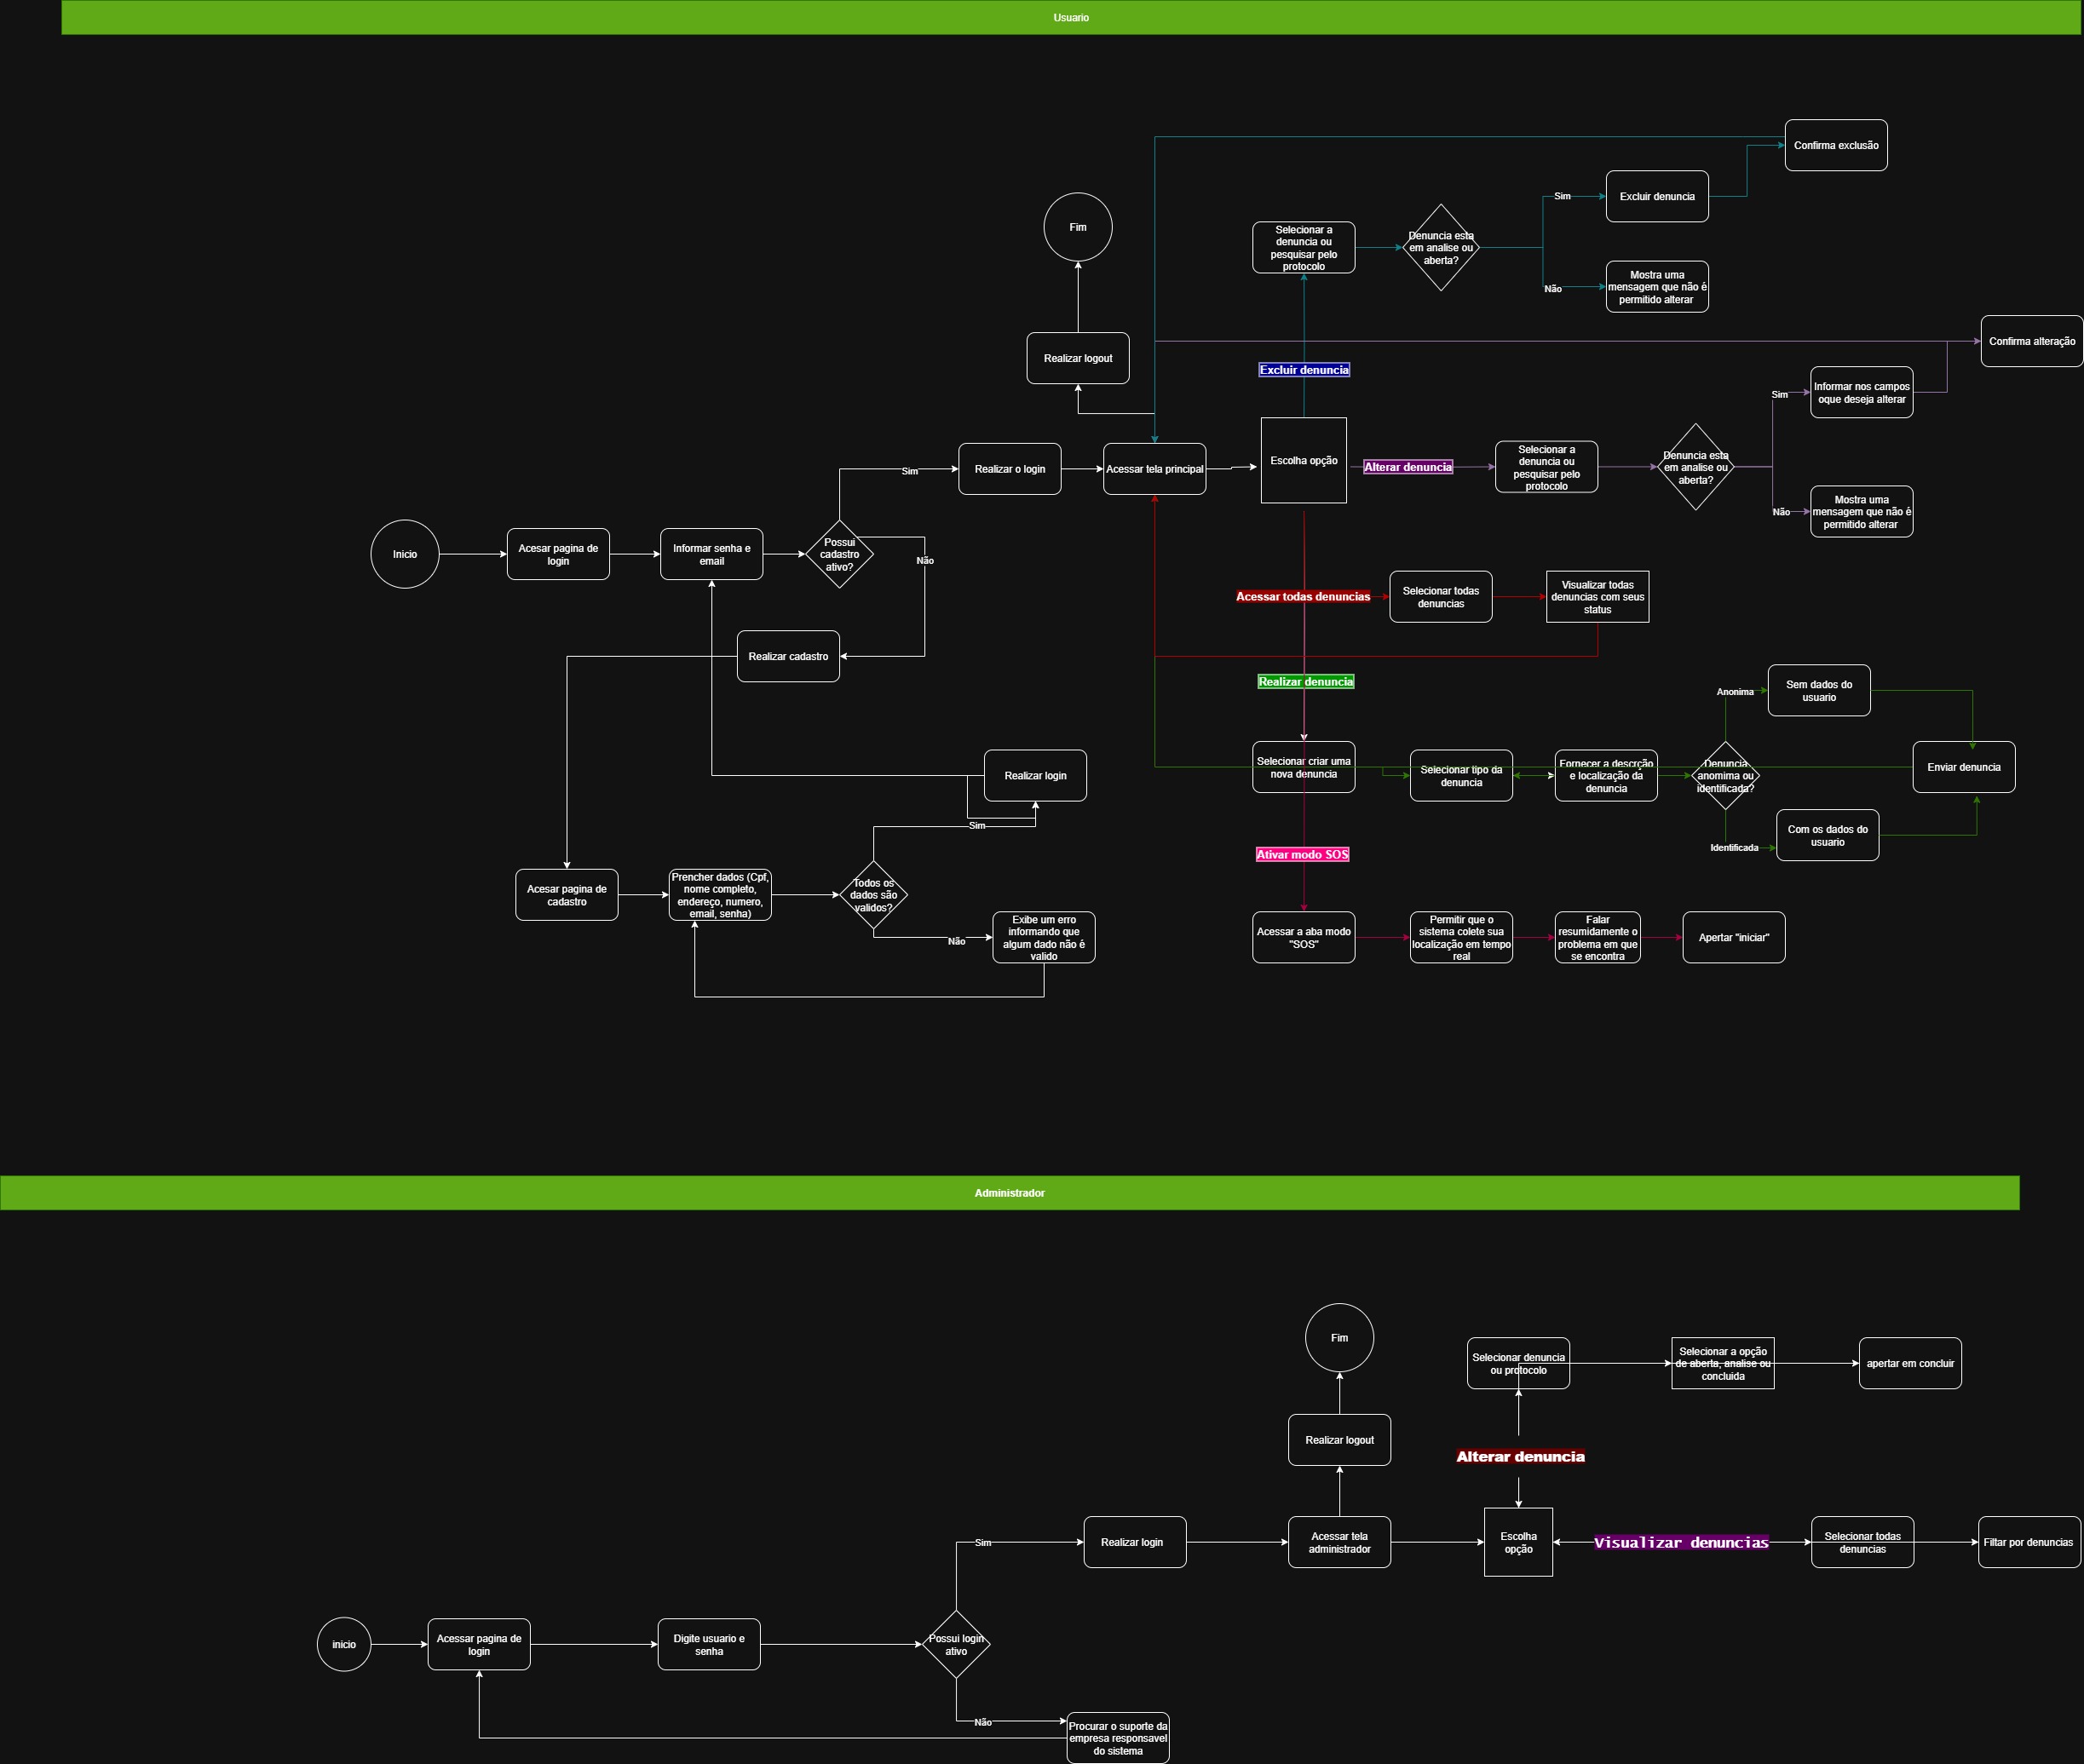 Usuario
Confirma exclusão
Sim
Excluir denuncia
Fim
Selecionar a
denuncia ou
pesquisar pelo
protocolo
Denuncia esta
em analise ou
aberta?
Não
Mostra uma
mensagem que não é
permitido alterar
Confirma alteração
Realizar logout
Excluir denuncia
Sim
Informar nos campos
oque deseja alterar
Sim
Realizar o login
Acessar tela principal
Escolha opção
Alterar denuncia
Selecionar a
denuncia ou
pesquisar pelo
protocolo
Denuncia esta
em analise ou
aberta?
Não
Mostra uma
mensagem que não é
permitido alterar
Inicio
Acesar pagina de
login
Informar senha e
email
Possui
cadastro
ativo?
Não
Acessar todas denuncias
Selecionar todas
denuncias
Visualizar todas
denuncias com seus
status
Realizar cadastro
Realizar denuncia
Anonima
Sem dados do
usuario
Realizar login
Selecionar criar uma
nova denuncia
Selecionar tipo da
denuncia
Fornecer a descrção
e localização da
denuncia
Denuncia
anomima ou
identificada?
Enviar denuncia
Sim
Identificada
Com os dados do
usuario
Ativar modo SOS
Acesar pagina de
cadastro
Prencher dados (Cpf,
nome completo,
endereço, numero,
email, senha)
Todos os
dados são
validos?
Não
Exibe um erro
informando que
algum dado não é
valido
Acessar a aba modo
"SOS"
Permitir que o
sistema colete sua
localização em tempo
real
Falar
resumidamente o
problema em que
se encontra
Apertar "iniciar"
Administrador
Fim
Selecionar denuncia
ou protocolo
Selecionar a opção
de aberta, analise ou
concluida
apertar em concluir
Realizar logout
Alterar denuncia
Sim
Realizar login
Acessar tela
administrador
Escolha
opção
Visualizar denuncias
Selecionar todas
denuncias
Filtar por denuncias
inicio
Acessar pagina de
login
Digite usuario e
senha
Possui login
ativo
Não
Procurar o suporte da
empresa responsavel
do sistema